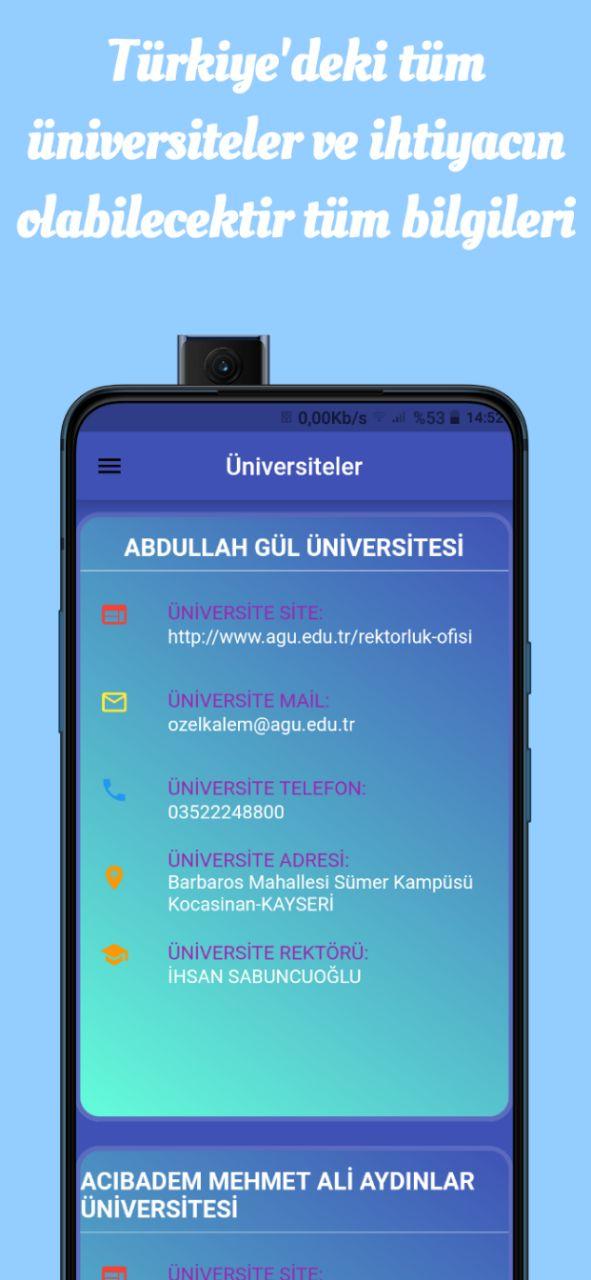 Türkiye'deki tüm
üniversiteler ve ihtiyacın
olabilecektir tüm bilgileri
0,00Kb/s %53 14:52
Üniversiteler
ABDULLAH GÜL ÜNİVERSİTESİ
ÜNİVERSİTE SİTE:
http://www.agu.edu.tr/rektorluk-ofisi
ÜNİVERSİTE MAİL:
ozelkalem@agu.edu.tr
ÜNİVERSİTE TELEFON:
03522248800
ÜNİVERSİTE ADRESİ:
Barbaros Mahallesi Sümer Kampüsü
Kocasinan-KAYSERİ
ÜNİVERSİTE REKTÖRÜ:
İHSAN SABUNCUOĞLU
ACIBADEM MEHMET ALİ AYDINLAR
ÜNİVERSİTESİ
ÜNİVERSİTE SİTE: